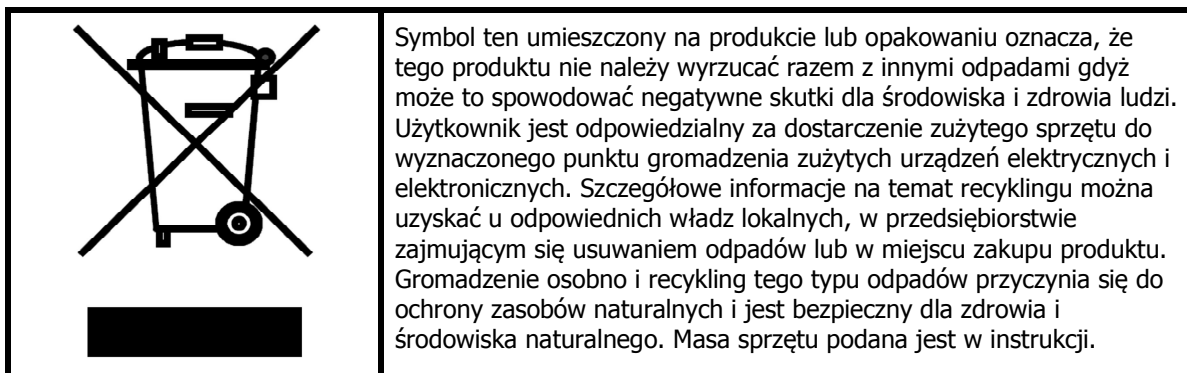 Symbol ten umieszczony na produkcie lub opakowaniu oznacza, że
tego produktu nie należy wyrzucać razem z innymi odpadami gdyż
może to spowodować negatywne skutki dla środowiska i zdrowia ludzi.
Użytkownik jest odpowiedzialny za dostarczenie zużytego sprzętu do
wyznaczonego punktu gromadzenia zużytych urządzeń elektrycznych i
elektronicznych. Szczegółowe informacje na temat recyklingu można
uzyskać u odpowiednich władz lokalnych, w przedsiębiorstwie
zajmującym się usuwaniem odpadów lub w miejscu zakupu produktu.
Gromadzenie osobno i recykling tego typu odpadów przyczynia się do
ochrony zasobów naturalnych i jest bezpieczny dla zdrowia i
środowiska naturalnego. Masa sprzętu podana jest w instrukcji.